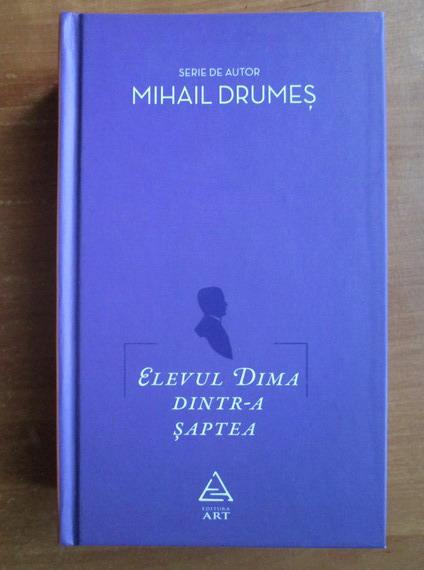 SERIE DE AUTOR
MIHAIL DRUMEȘ
ELEVUL DIMA
DINTR-A
ȘAPTEA
EDITURA
ART